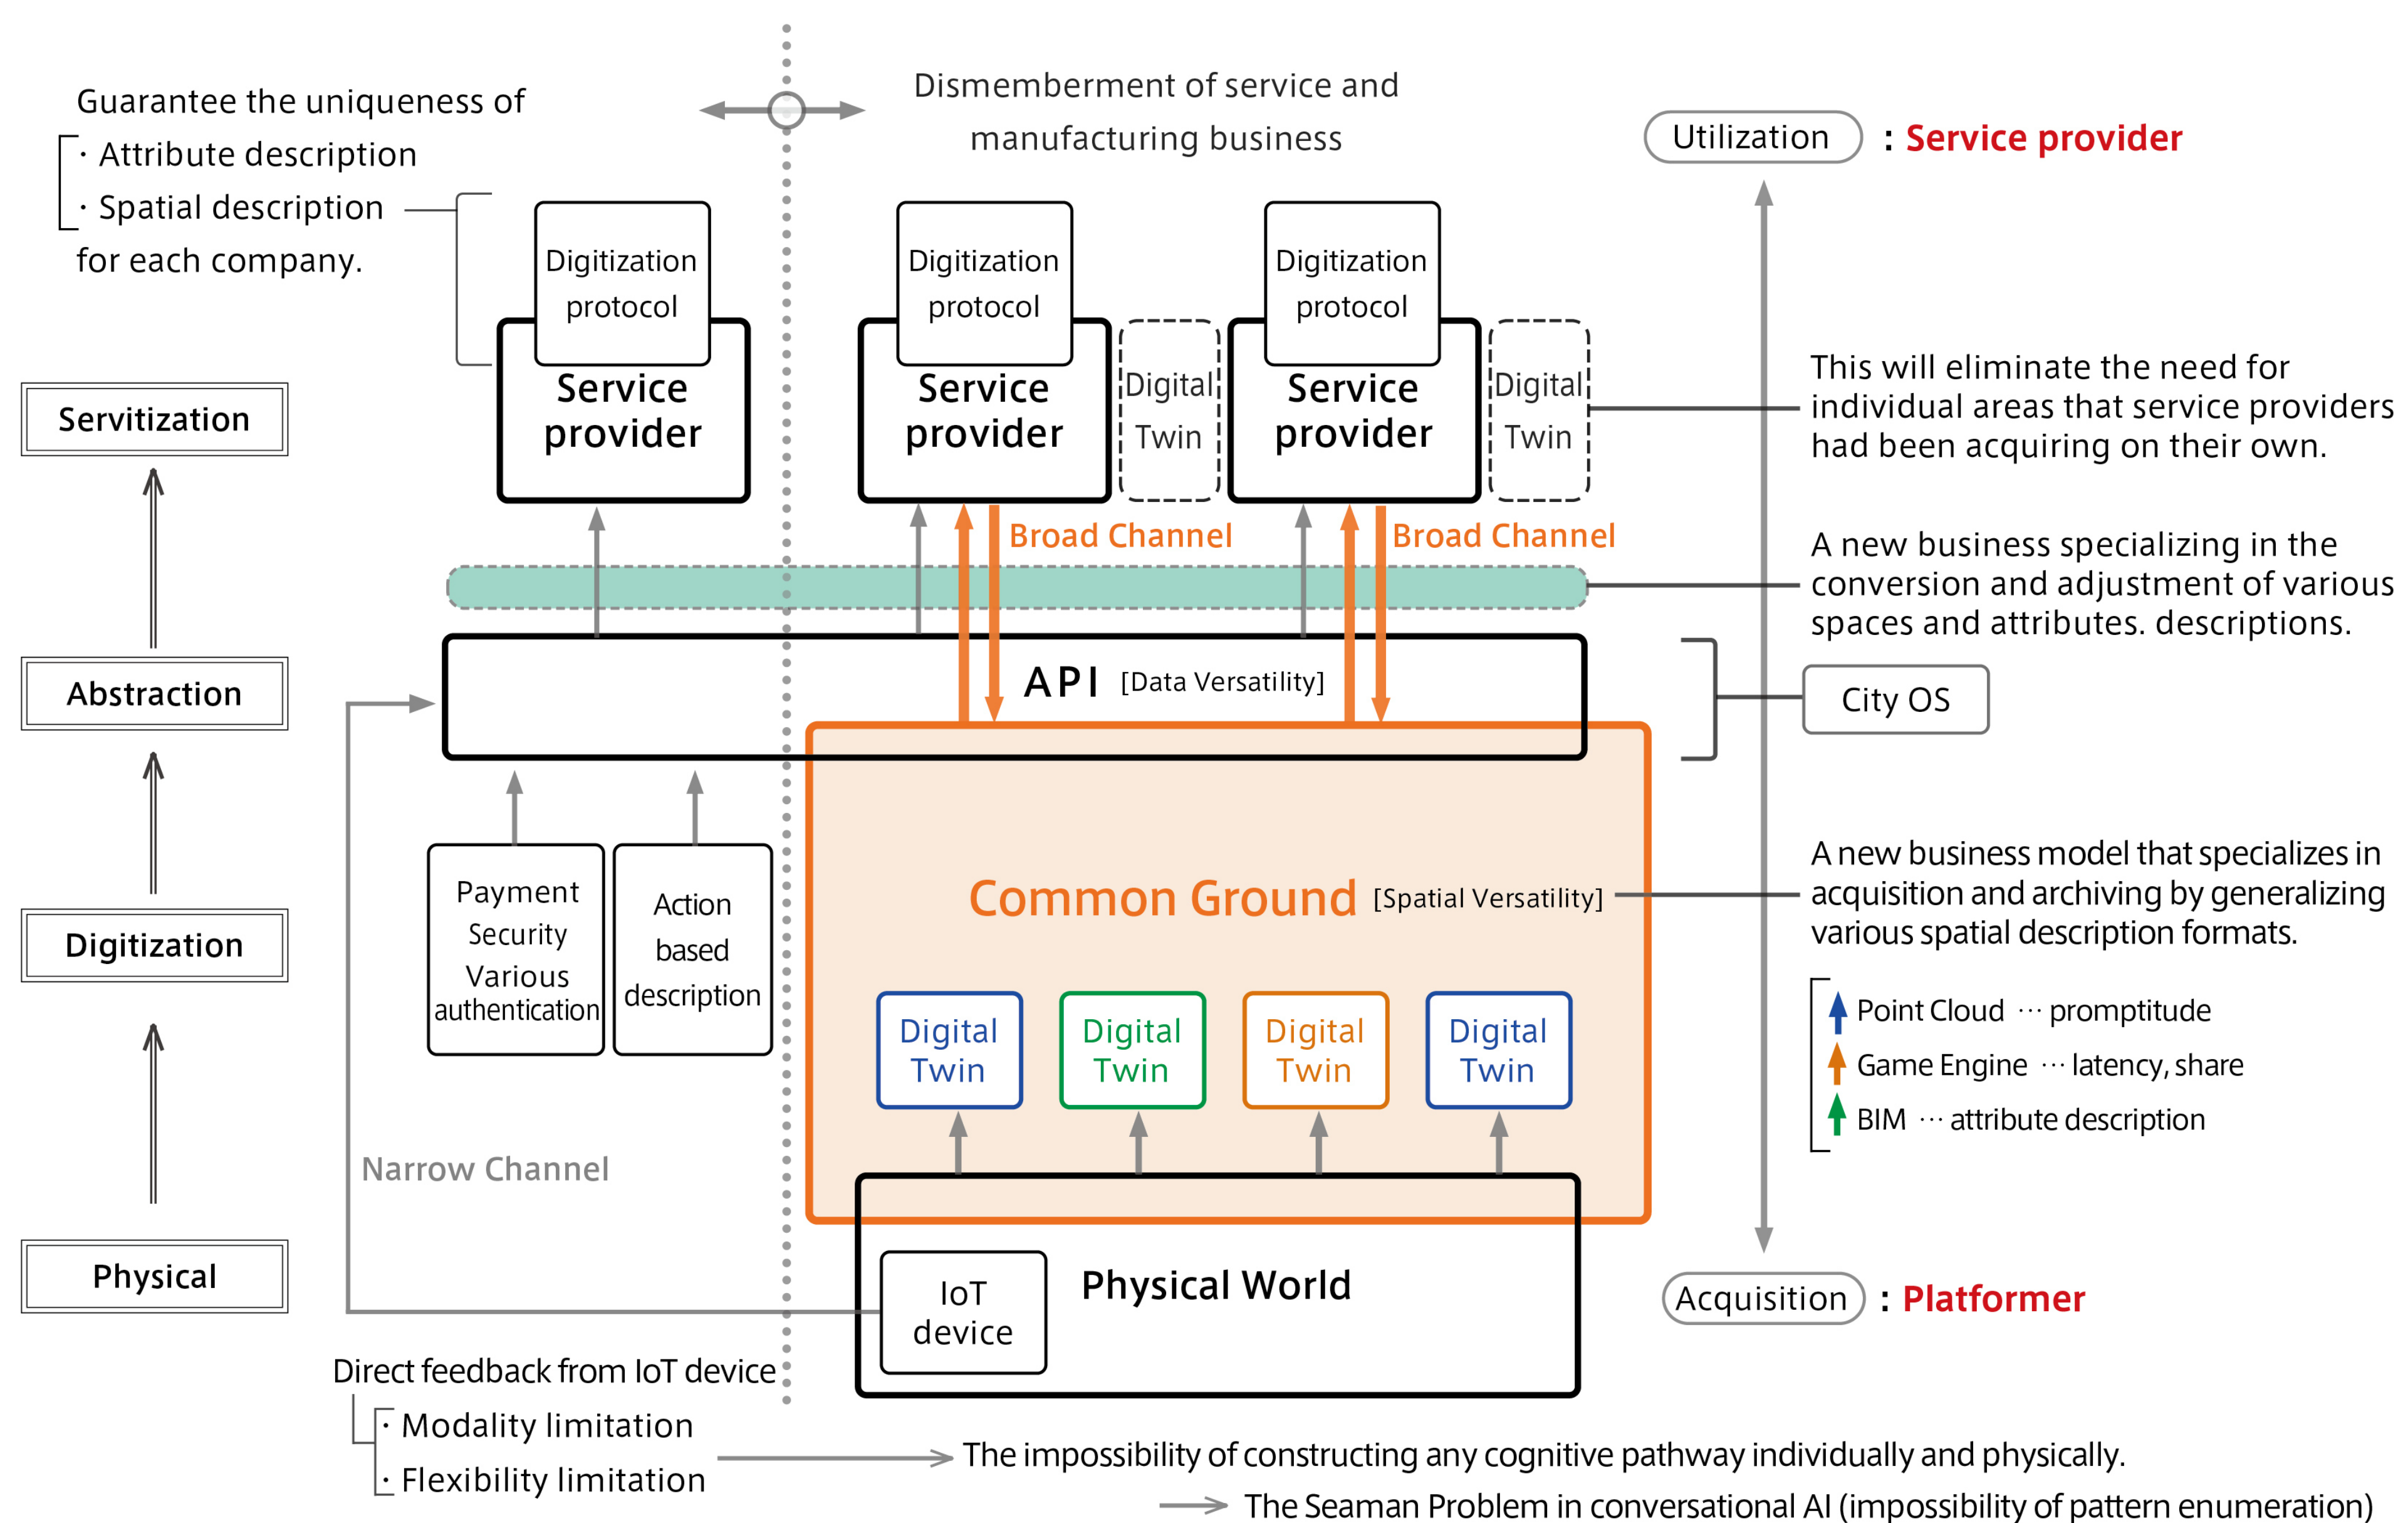 Guarantee the uniqueness of
· Attribute description
· Spatial description
for each company.
Dismemberment of service and
manufacturing business
Utilization : Service provider
Digitization
protocol
Service
provider
Digitization
protocol
Service
provider
Digital
Twin
Digitization
protocol
Service
provider
Digital
Twin
This will eliminate the need for
individual areas that service providers
had been acquiring on their own.
Servitization
Broad Channel
Broad Channel
A new business specializing in the
conversion and adjustment of various
spaces and attributes. descriptions.
Abstraction
API [Data Versatility]
City OS
Payment
Security
Various
authentication
Action
based
description
Common Ground [Spatial Versatility]
A new business model that specializes in
acquisition and archiving by generalizing
various spatial description formats.
Digitization
Digital
Twin
Digital
Twin
Digital
Twin
Digital
Twin
Point Cloud ··· promptitude
Game Engine ··· latency, share
BIM ··· attribute description
Narrow Channel
Physical
IoT
device
Physical World
Acquisition : Platformer
Direct feedback from IoT device
· Modality limitation
· Flexibility limitation
The impossibility of constructing any cognitive pathway individually and physically.
The Seaman Problem in conversational AI (impossibility of pattern enumeration)